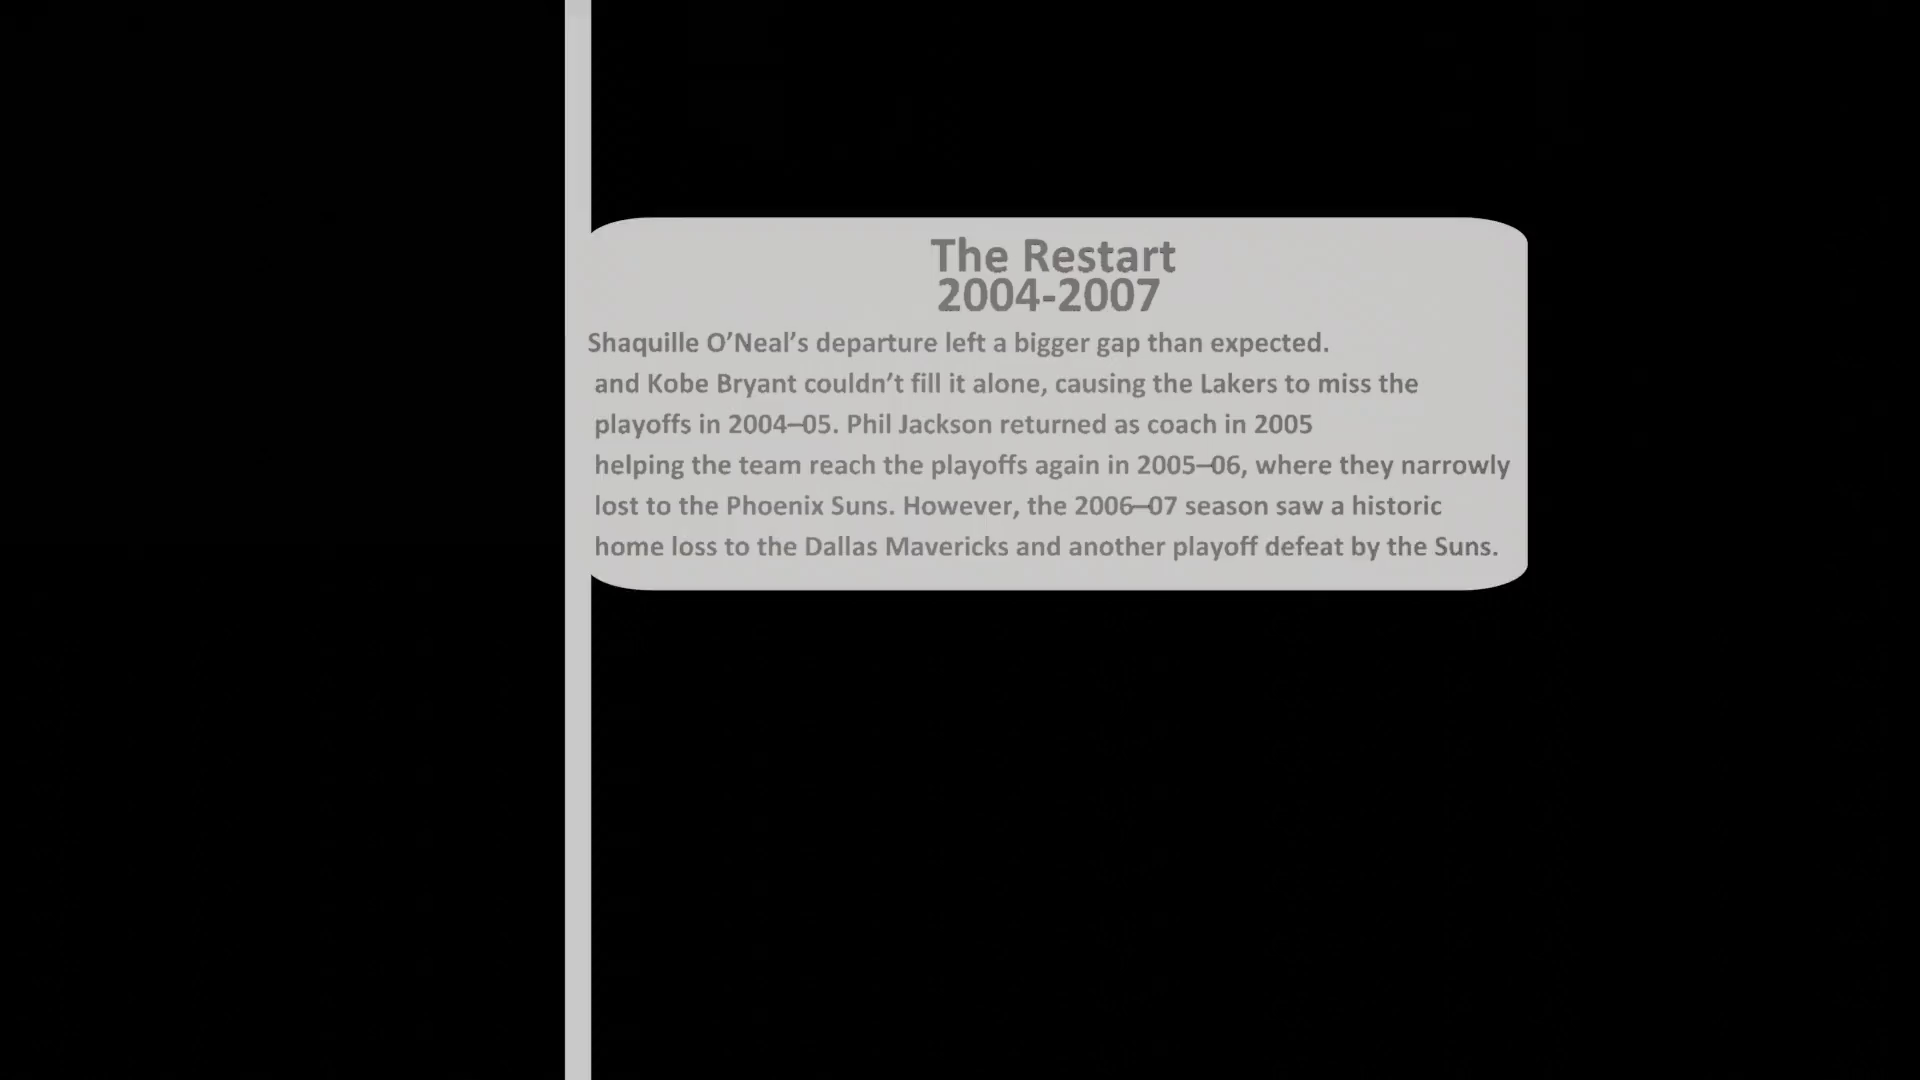 The Restart
2004-2007
Shaquille O’Neal’s departure left a bigger gap than expected.
and Kobe Bryant couldn’t fill it alone, causing the Lakers to miss the
playoffs in 2004–05. Phil Jackson returned as coach in 2005
helping the team reach the playoffs again in 2005–06, where they narrowly
lost to the Phoenix Suns. However, the 2006–07 season saw a historic
home loss to the Dallas Mavericks and another playoff defeat by the Suns.